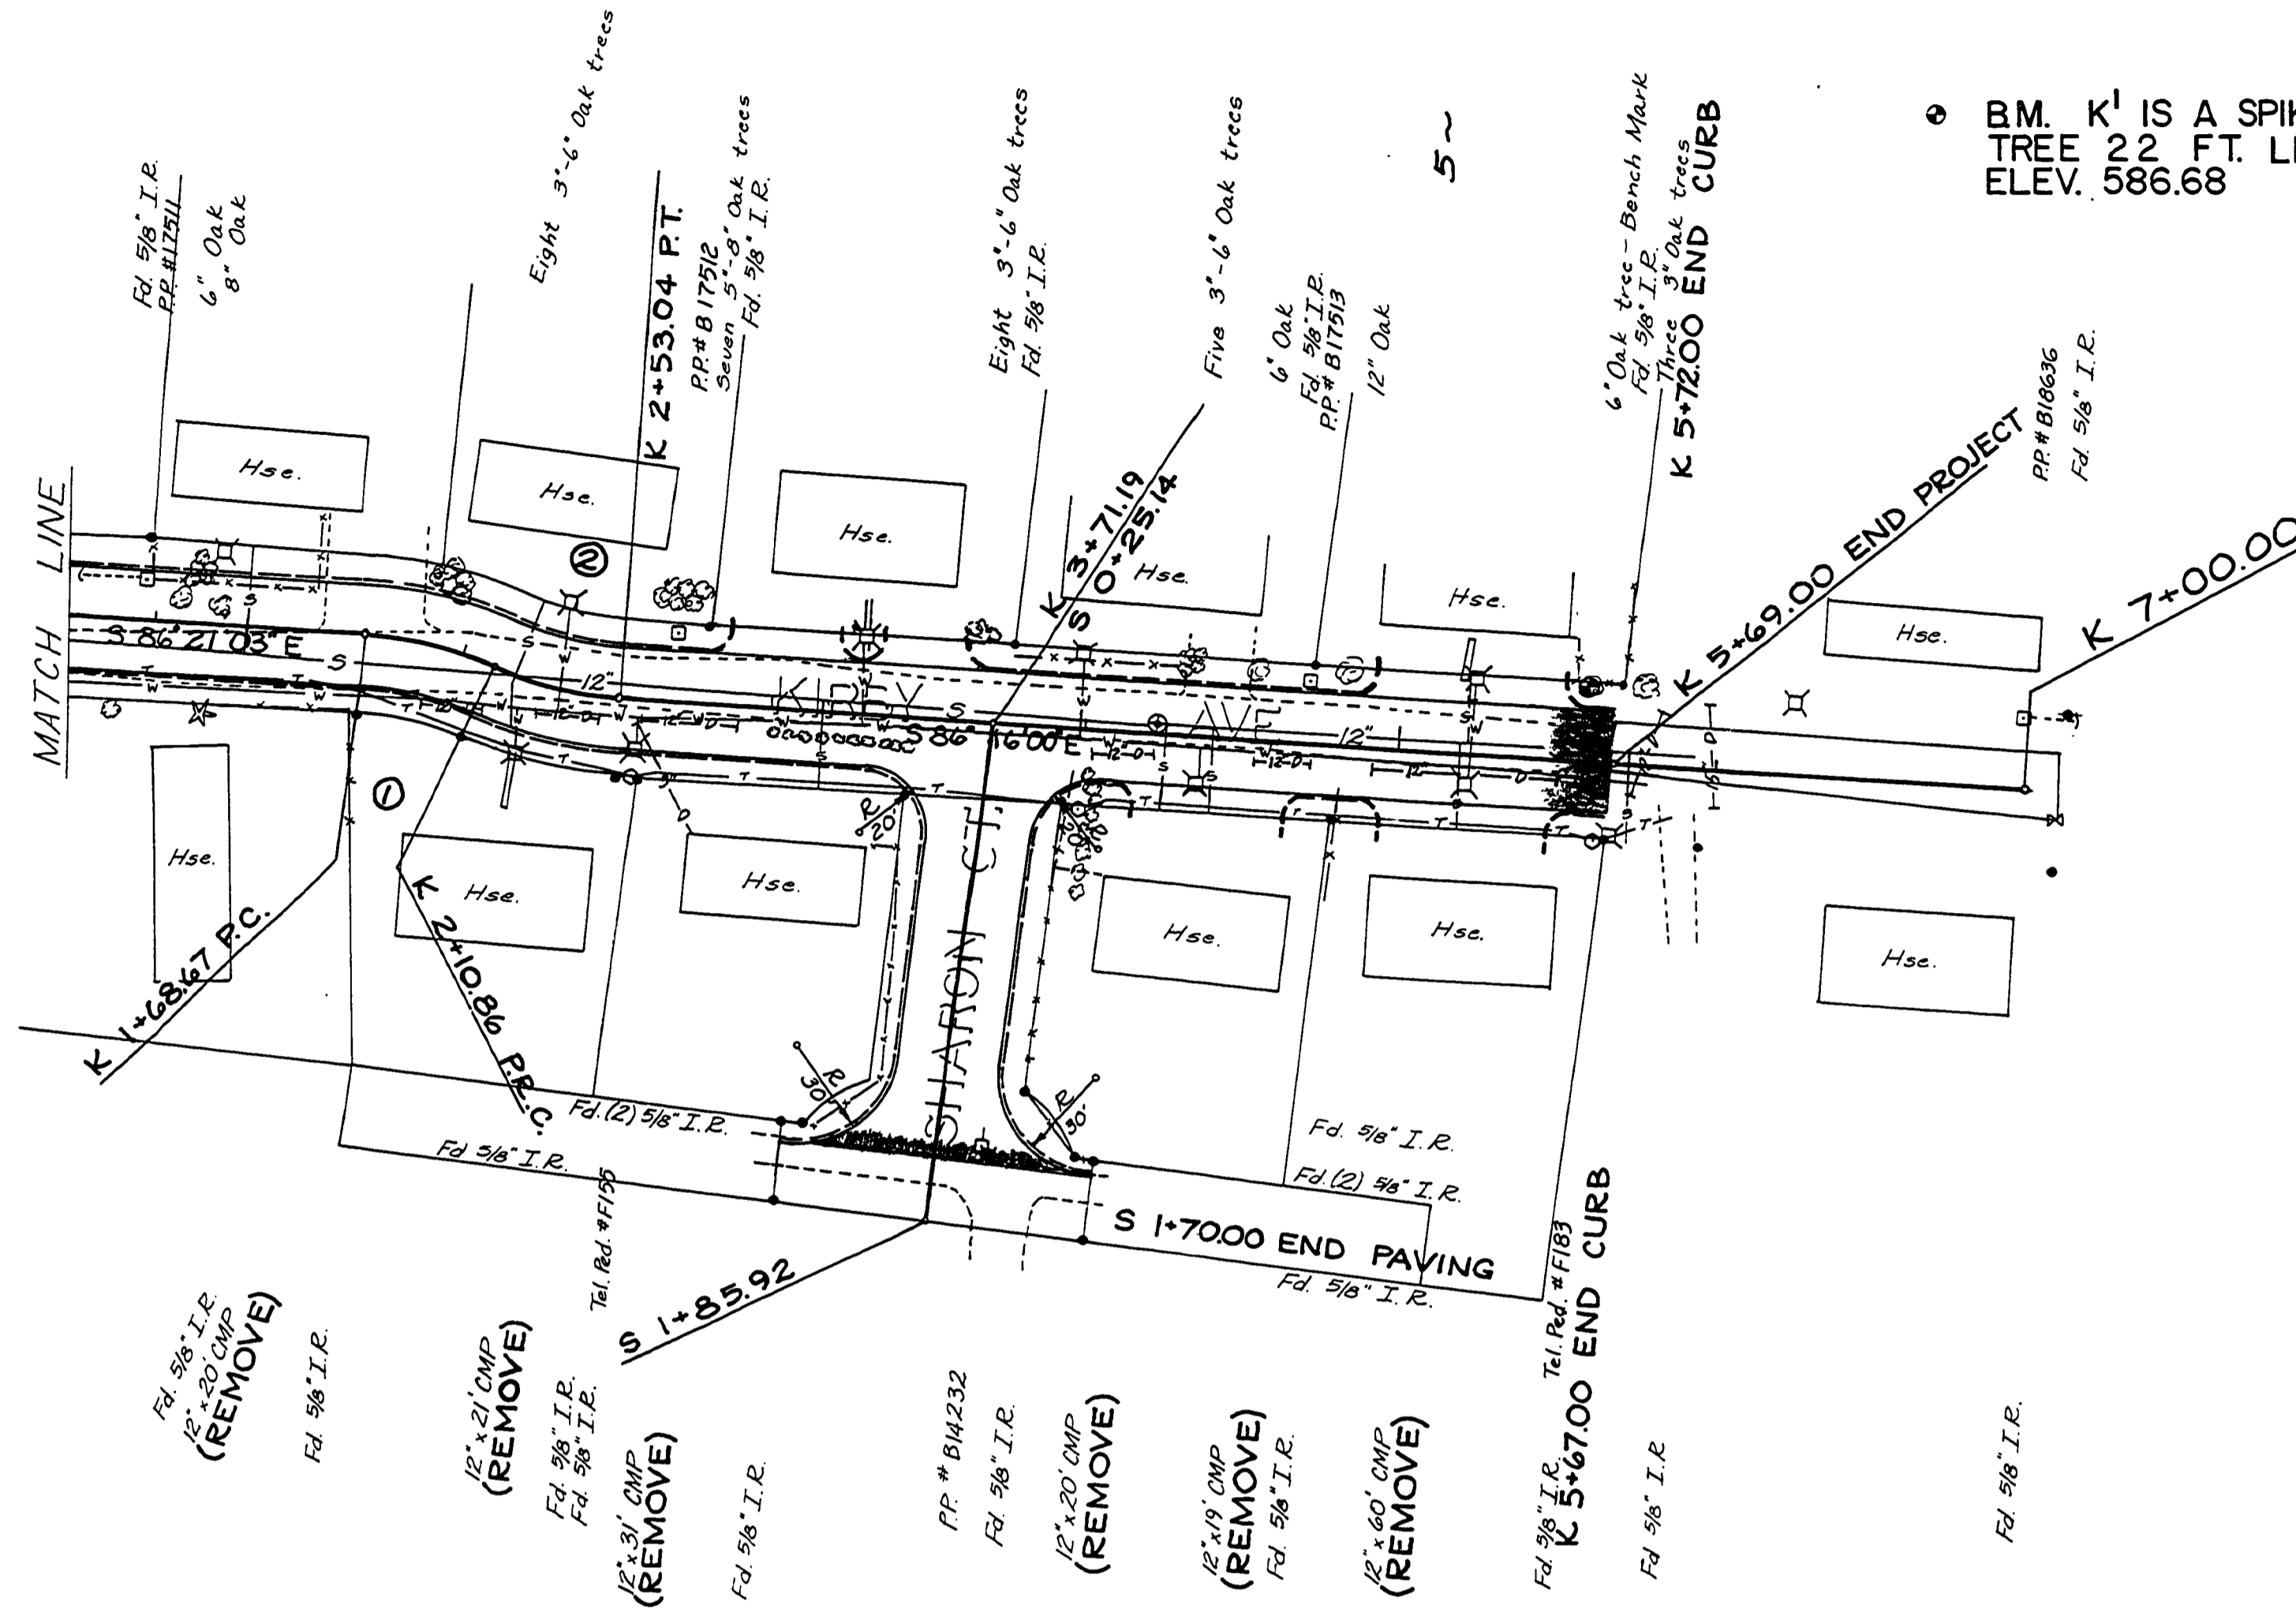 B.M. K' IS A
TREE 22 FT.
ELEV. 586.68
Fd. 5/8" I.R.
P.P. #17511
6" Oak
8" Oak
Eight 3"-6" Oak trees
K 2+53.04 P.T.
P.P.# B17512
Seven 5"-8" Oak trees
Fd. 5/8" I.R.
Eight 3"-6" Oak trees
Fd. 5/8" I.R.
Five 3"-6" Oak trees
6" Oak
Fd. 5/8" I.R.
P.P.# B17513
12" Oak
5~
6" Oak tree - Bench Mark
Fd. 5/8" I.R.
Three 3" Oak trees
K 5+72.00 END CURB
K 5+69.00 END PROJECT
P.P.# B18636
Fd. 5/8" I.R.
K 7+00.00
K 3+71.19
S 0+25.14
MATCH LINE
Hse.
Hse.
Hse.
Hse.
Hse.
Hse.
2
S 86° 21' 03" E
S
12"
S
S 86° 16' 00" E
12"
12"-D
12"-D
12"-D
1
R 20'
Hse.
Hse.
Hse.
Hse.
Hse.
Hse.
SHARON CT.
K 1+68.67 P.C.
K 2+10.86 P.R.C.
R 30'
R 30'
Fd. (2) 5/8" I.R.
Fd 5/8" I.R.
Fd. 5/8" I.R.
Fd. (2) 5/8" I.R.
S 1+70.00 END PAVING
Fd. 5/8" I.R.
S 1+85.92
Fd. 5/8" I.R.
12" x 20' CMP
(REMOVE)
Fd. 5/8" I.R.
12" x 21' CMP
(REMOVE)
Fd. 5/8" I.R.
Fd. 5/8" I.R.
Tel. Ped. #F155
12" x 31' CMP
(REMOVE)
Fd. 5/8" I.R.
P.P. # B14232
Fd. 5/8" I.R.
12" x 20' CMP
(REMOVE)
12" x 19' CMP
(REMOVE)
Fd. 5/8" I.R.
12" x 60' CMP
(REMOVE)
Fd. 5/8" I.R.
Tel. Ped. #F183
K 5+67.00 END CURB
Fd 5/8" I.R
Fd. 5/8" I.R.